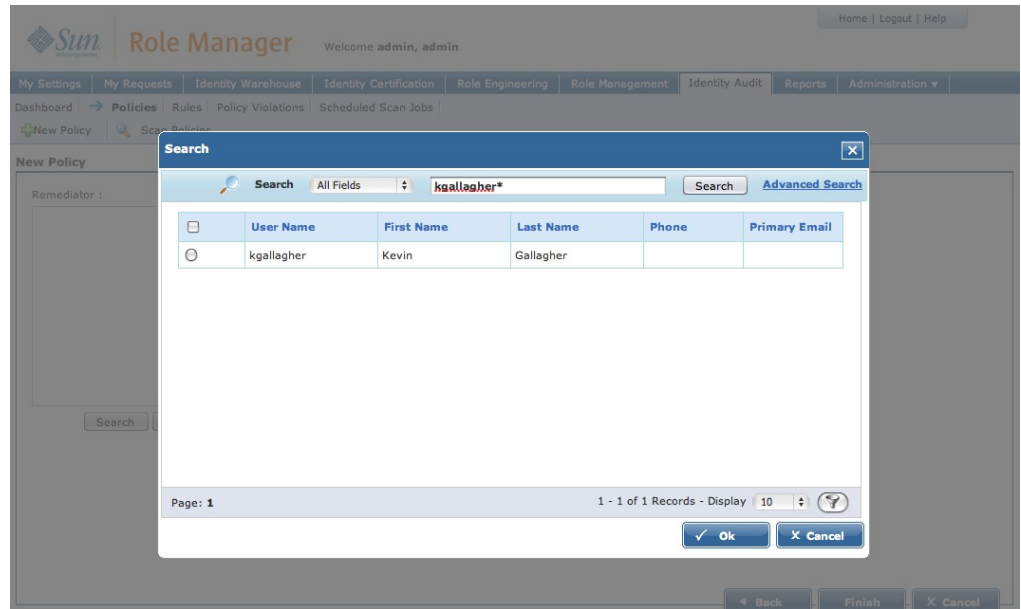 Home | Logout | Help
Sun
microsystems
Role Manager
Welcome admin, admin
My Settings
My Requests
Identity Warehouse
Identity Certification
Role Engineering
Role Management
Identity Audit
Reports
Administration
Dashboard
Policies
Rules
Policy Violations
Scheduled Scan Jobs
New Policy
Scan Policies
New Policy
Remediator :
Search
Search
Search
All Fields
kgallagher*
Search
Advanced Search
User Name First Name Last Name Phone Primary Email
kgallagher Kevin Gallagher
Page: 1
1 - 1 of 1 Records - Display 10
Ok
X Cancel
Back
Finish
X Cancel